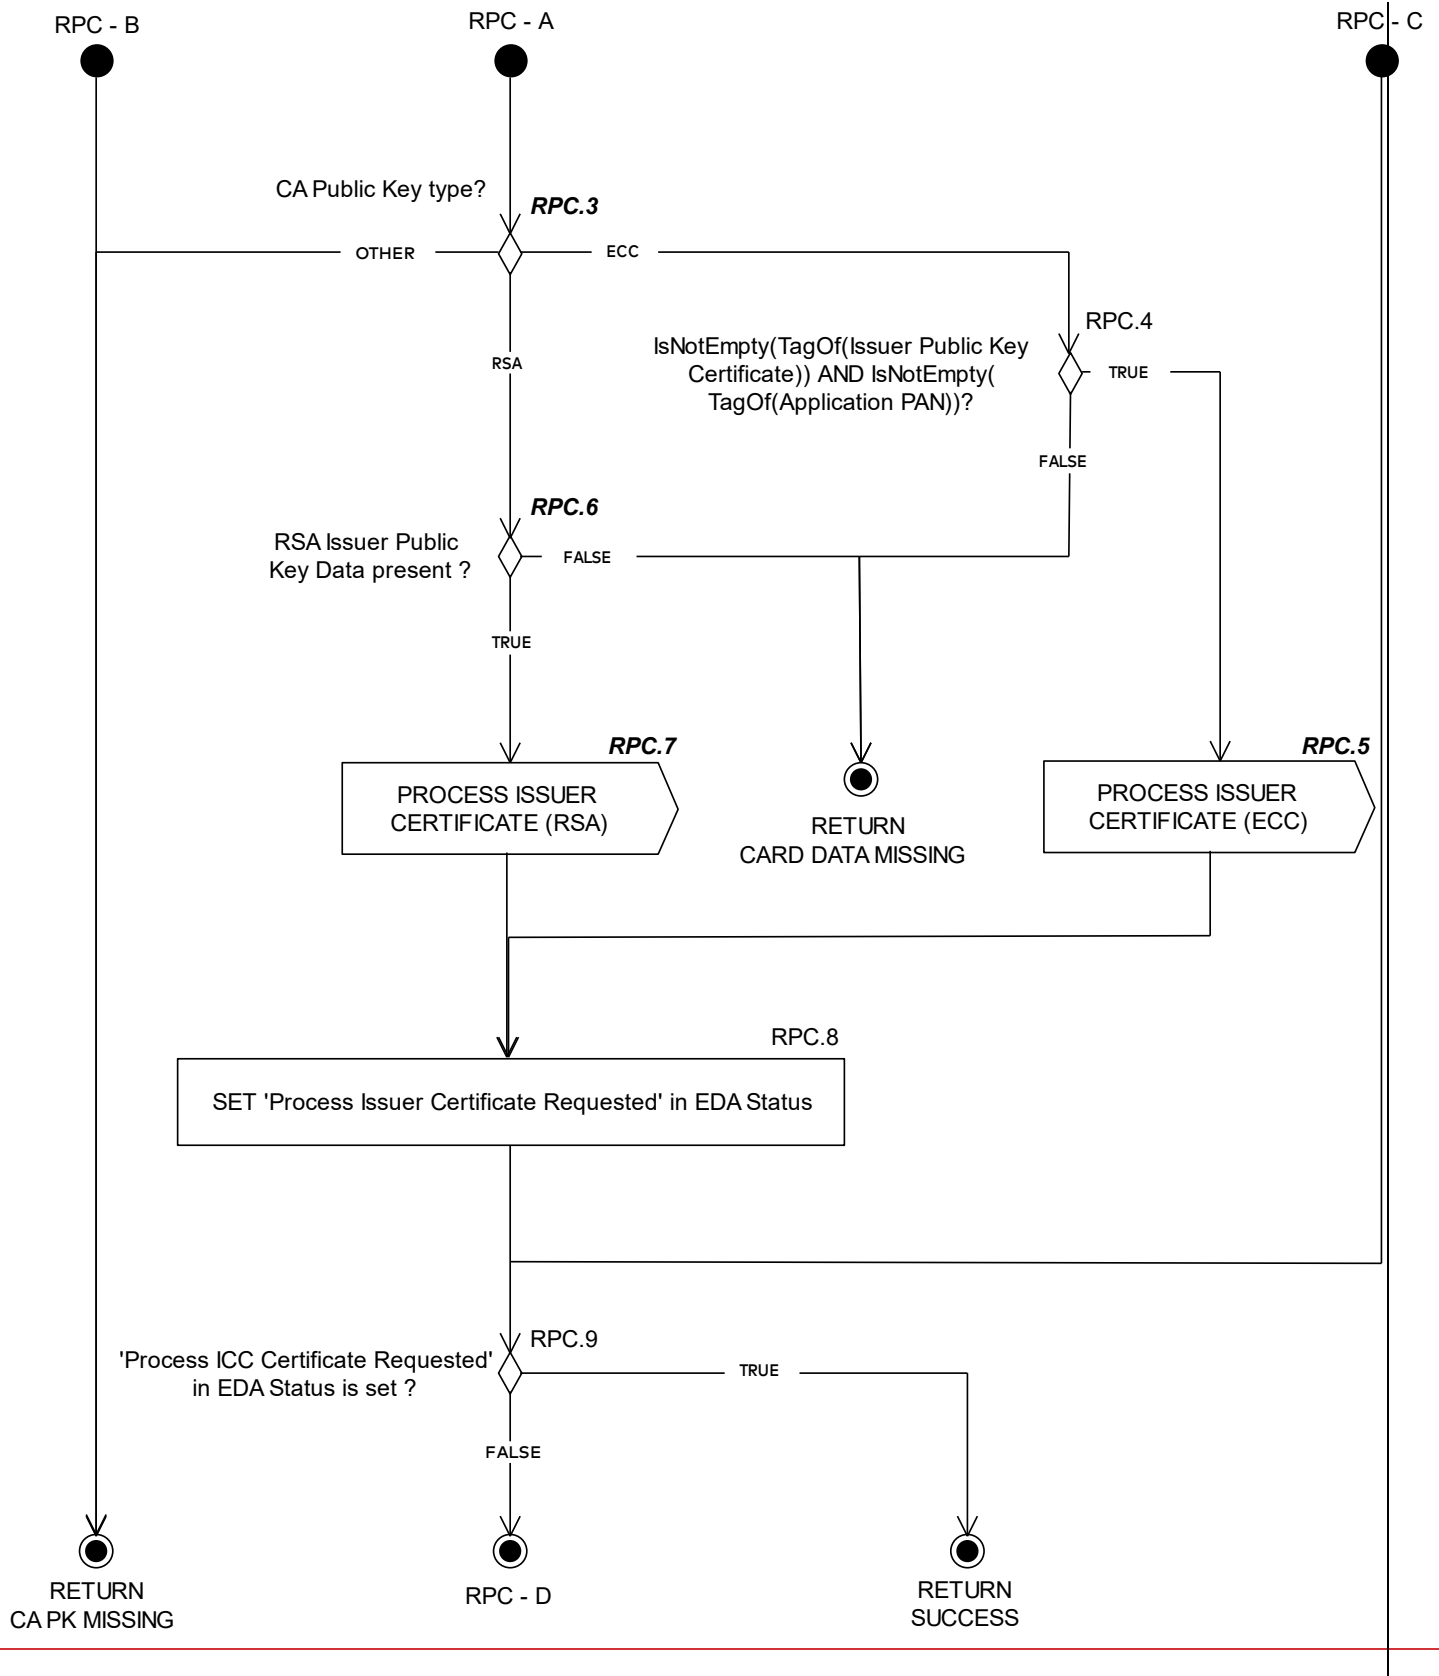 RPC - B
RPC - A
RPC - C
CA Public Key type?
RPC.3
OTHER
ECC
RPC.4
IsNotEmpty(TagOf(Issuer Public Key
Certificate)) AND IsNotEmpty(
TagOf(Application PAN))?
TRUE
RSA
FALSE
RPC.6
RSA Issuer Public
Key Data present ?
FALSE
TRUE
RPC.7
PROCESS ISSUER
CERTIFICATE (RSA)
RETURN
CARD DATA MISSING
RPC.5
PROCESS ISSUER
CERTIFICATE (ECC)
RPC.8
SET 'Process Issuer Certificate Requested' in EDA Status
RPC.9
'Process ICC Certificate Requested'
in EDA Status is set ?
TRUE
FALSE
RETURN
CA PK MISSING
RPC - D
RETURN
SUCCESS